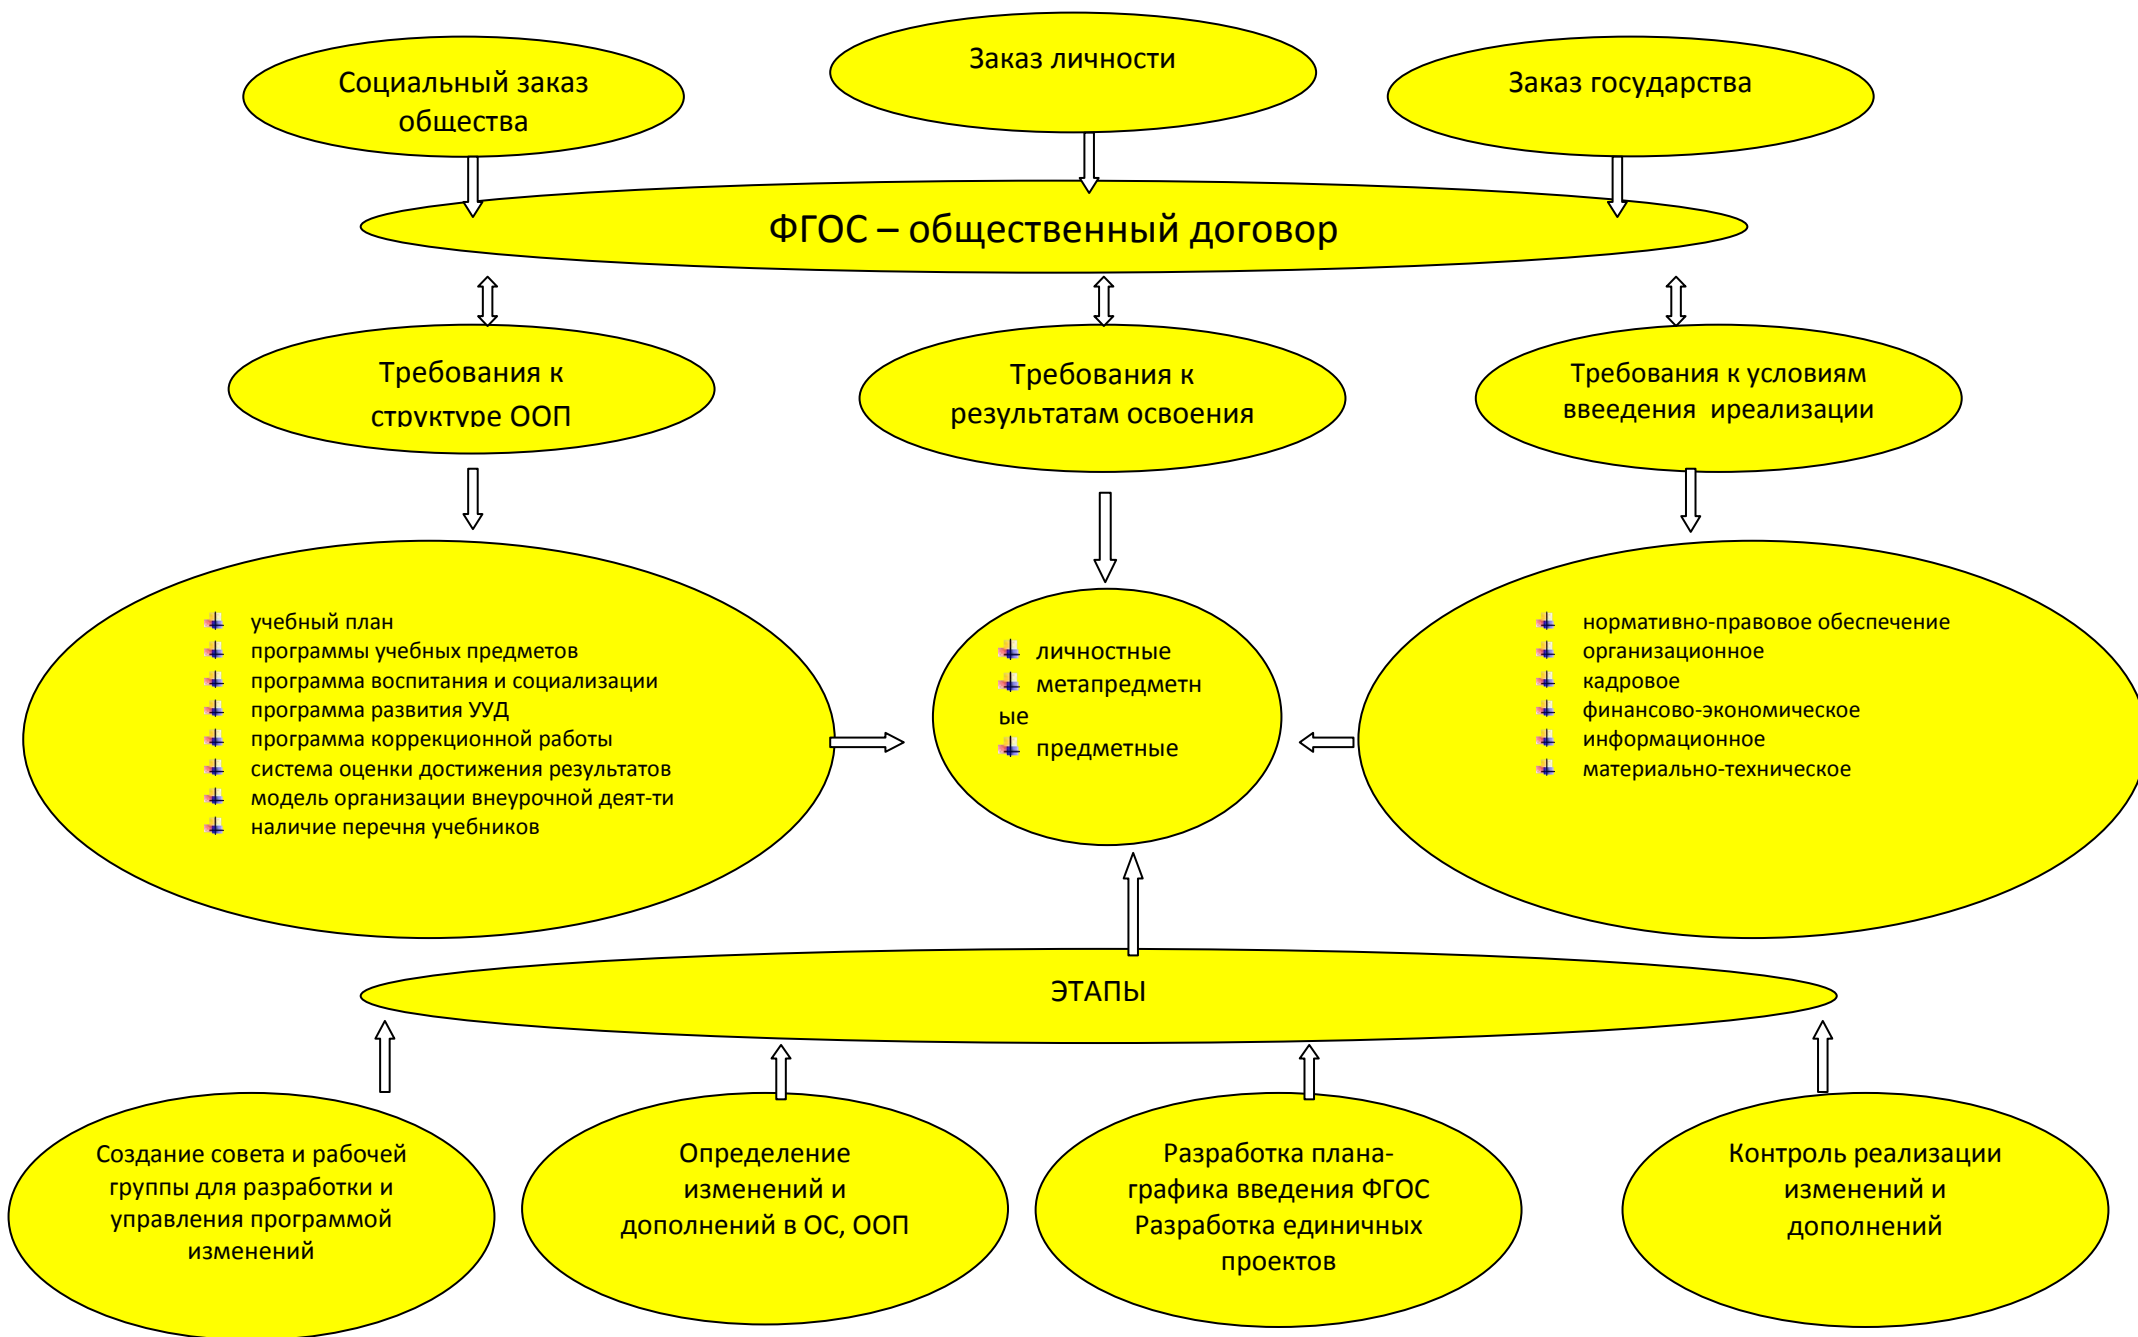 Социальный заказ
общества
Заказ личности
Заказ государства
ФГОС – общественный договор
Требования к
структуре ООП
Требования к
результатам освоения
Требования к условиям
ввеедения иреализации
учебный план
программы учебных предметов
программа воспитания и социализации
программа развития УУД
программа коррекционной работы
система оценки достижения результатов
модель организации внеурочной деят-ти
наличие перечня учебников
личностные
метапредметн
ые
предметные
нормативно-правовое обеспечение
организационное
кадровое
финансово-экономическое
информационное
материально-техническое
ЭТАПЫ
Создание совета и рабочей
группы для разработки и
управления программой
изменений
Определение
изменений и
дополнений в ОС, ООП
Разработка плана-
графика введения ФГОС
Разработка единичных
проектов
Контроль реализации
изменений и
дополнений